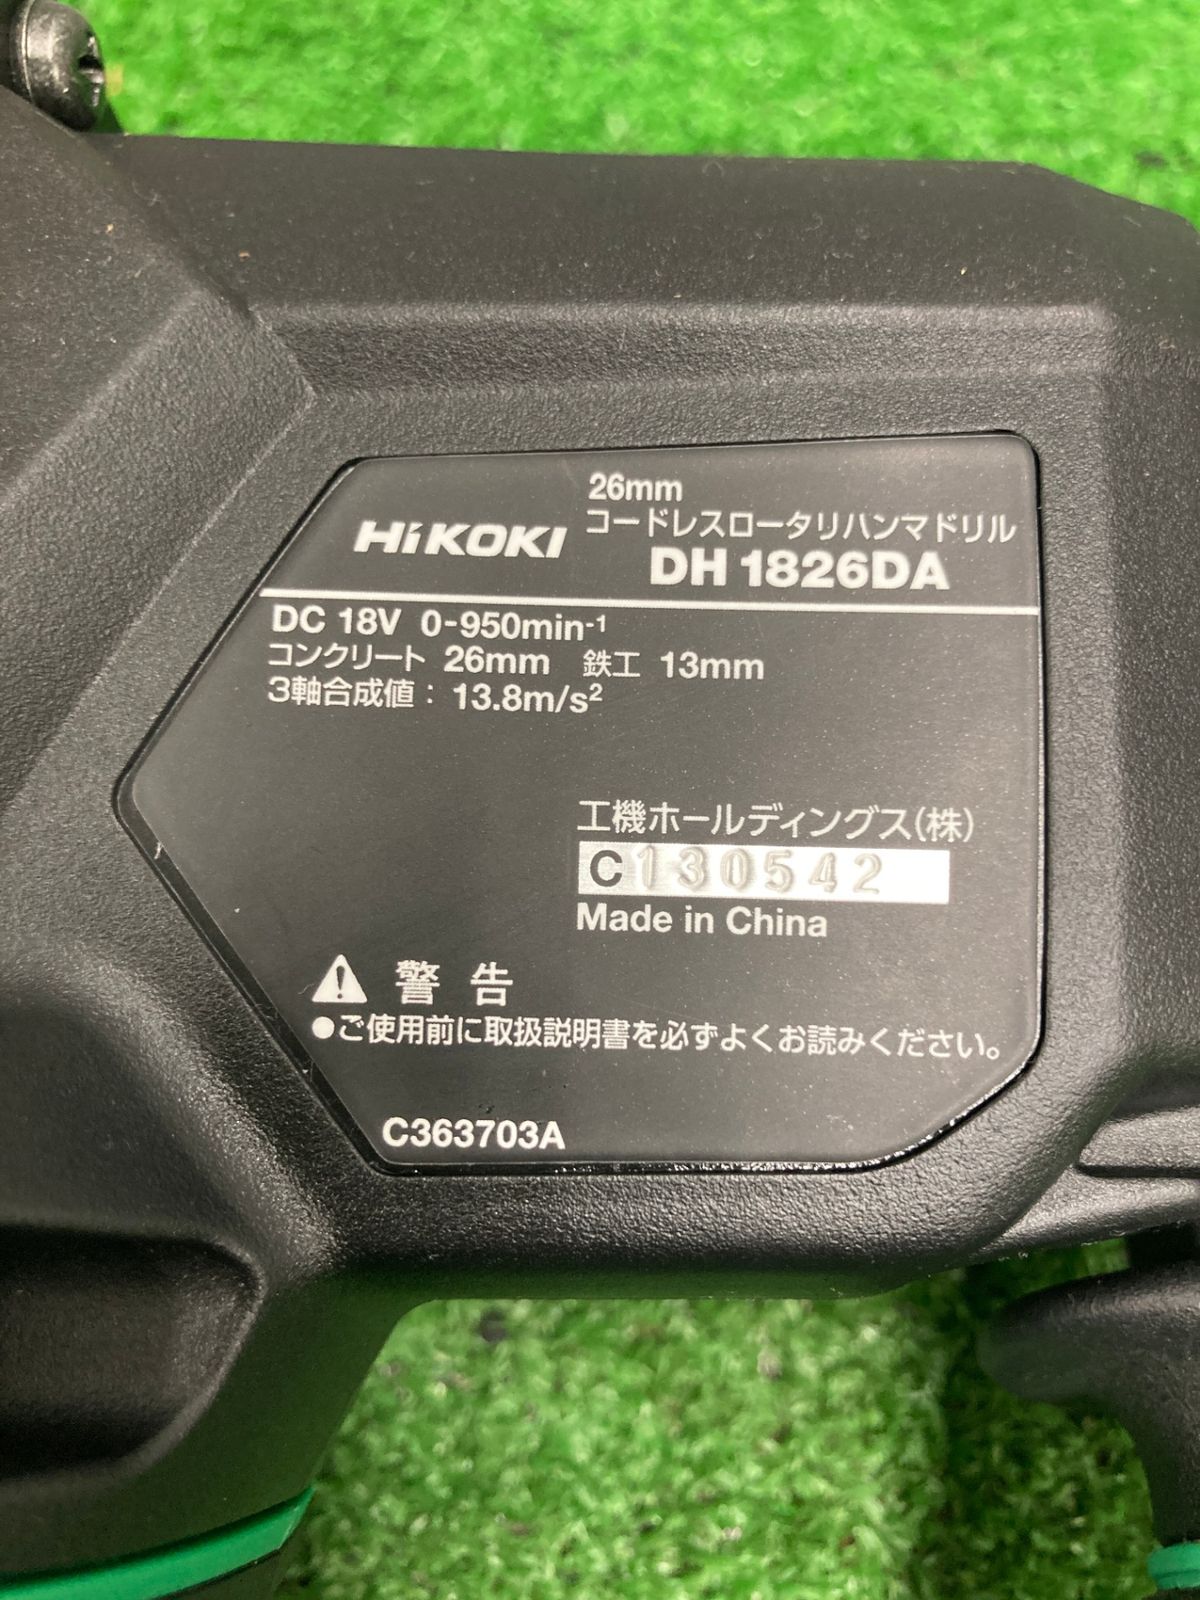 26mm
HiKOKI コードレスロータリハンマドリル
DH 1826DA
DC 18V 0-950min-1
コンクリート 26mm 鉄工 13mm
3軸合成値：13.8m/s2
工機ホールディングス(株)
C130542
Made in China
警告
●ご使用前に取扱説明書を必ずよくお読みください。
C363703A